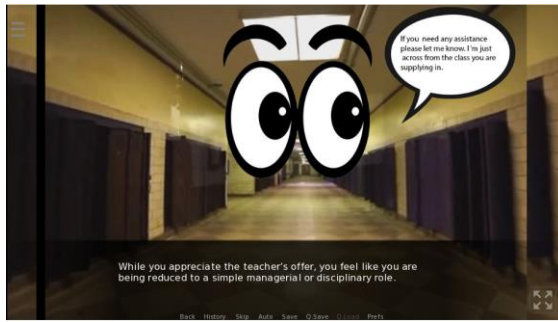 If you need any assistance
please let me know. I'm just
across from the class you are
supplying in.
While you appreciate the teacher's offer, you feel like you are
being reduced to a simple managerial or disciplinary role.
Back History Skip Auto Save Q.Save Q.Load Prefs